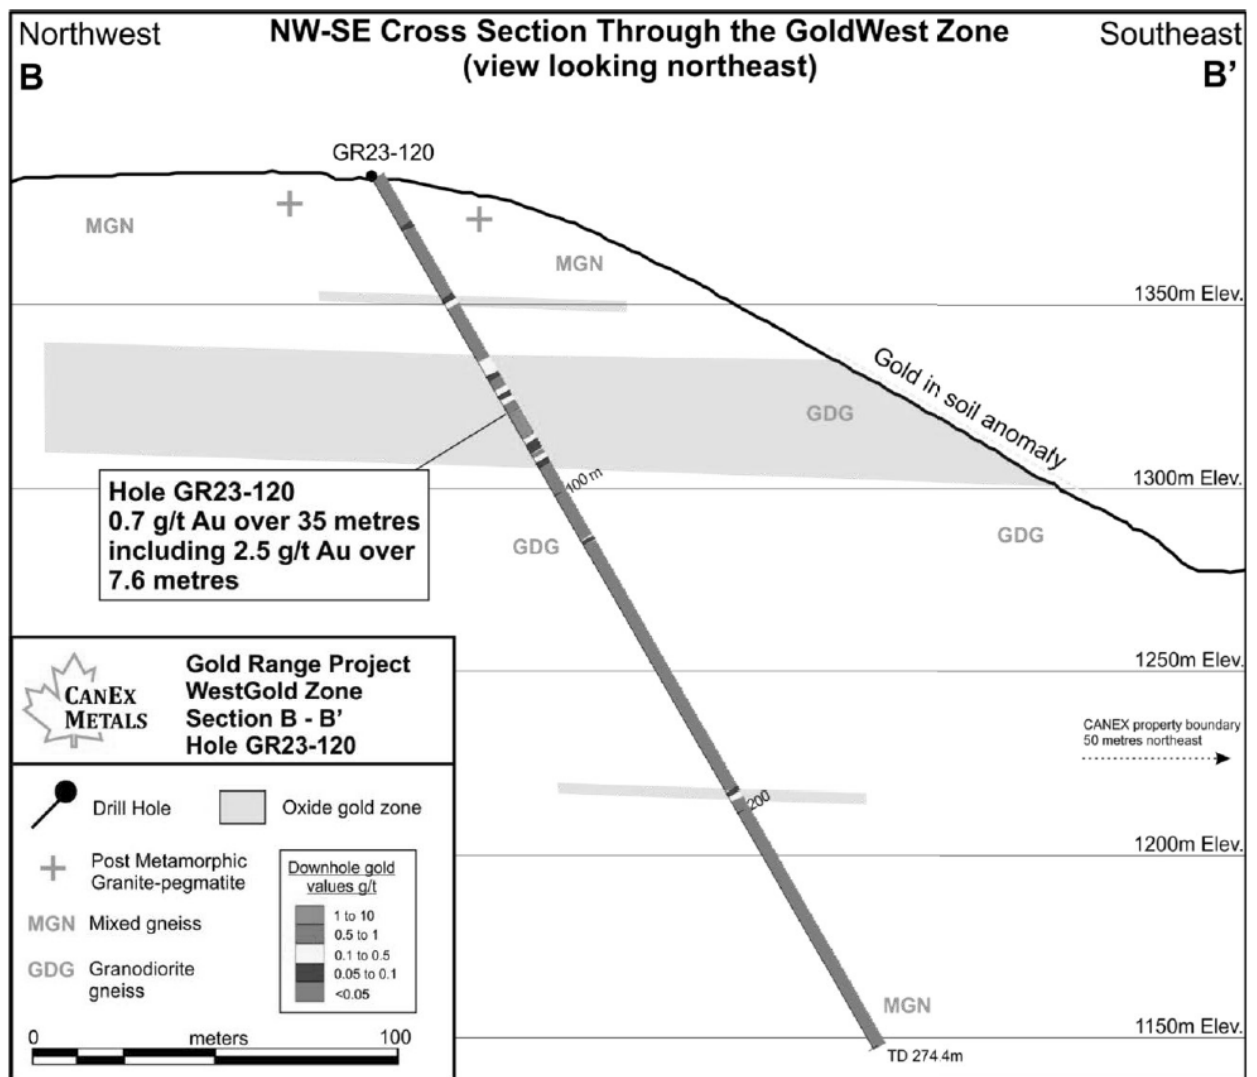 Northwest
NW-SE Cross Section Through the GoldWest Zone
Southeast
B
(view looking northeast)
B’
GR23-120
MGN
MGN
1350m Elev.
Gold in soil anomaly
GDG
Hole GR23-120
0.7 g/t Au over 35 metres
including 2.5 g/t Au over
7.6 metres
100 m
1300m Elev.
GDG
GDG
1250m Elev.
Gold Range Project
WestGold Zone
Section B - B’
Hole GR23-120
CANEX
METALS
CANEX property boundary
50 metres northeast
200
Drill Hole
Oxide gold zone
1200m Elev.
Post Metamorphic
Granite-pegmatite
MGN Mixed gneiss
GDG Granodiorite
gneiss
Downhole gold
values g/t
1 to 10
0.5 to 1
0.1 to 0.5
0.05 to 0.1
<0.05
MGN
1150m Elev.
TD 274.4m
0 meters 100